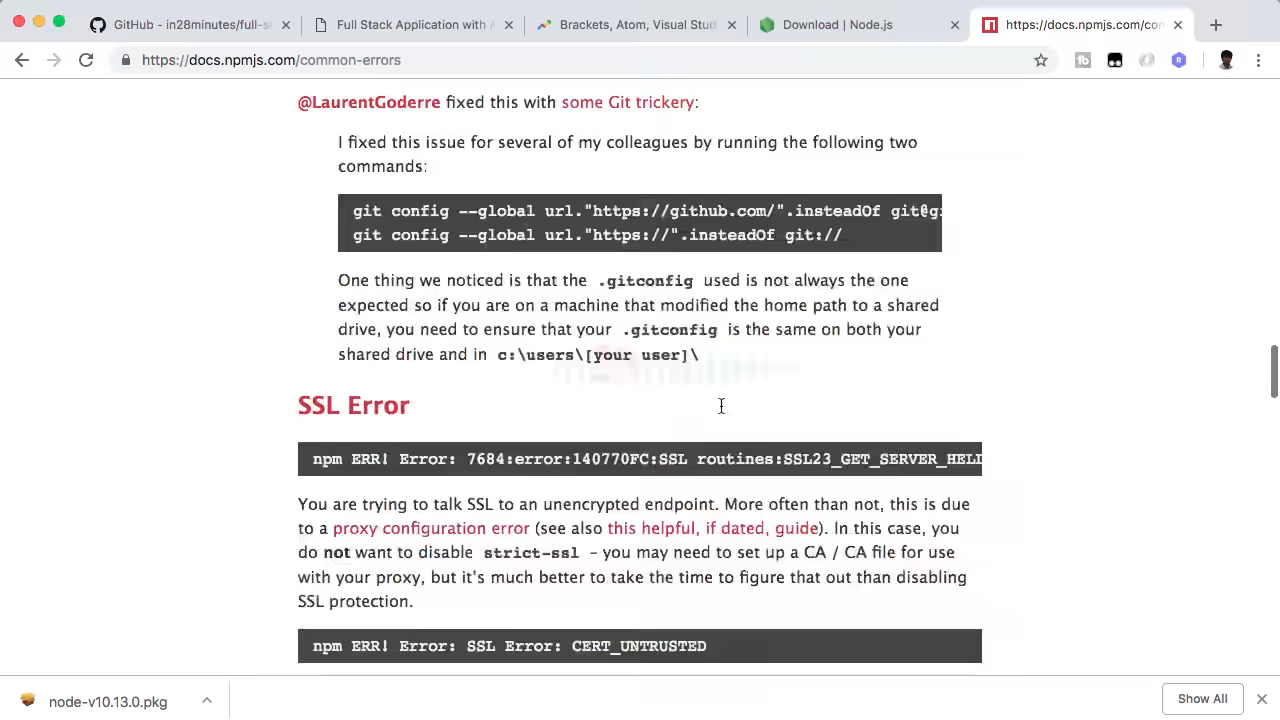 GitHub - in28minutes/full-s
Full Stack Application with
Brackets, Atom, Visual Studi
Download | Node.js
https://docs.npmjs.com/com
https://docs.npmjs.com/common-errors
@LaurentGoderre fixed this with some Git trickery:
I fixed this issue for several of my colleagues by running the following two
commands:
git config --global url."https://github.com/".insteadOf git@gi
git config --global url."https://".insteadOf git://
One thing we noticed is that the .gitconfig used is not always the one
expected so if you are on a machine that modified the home path to a shared
drive, you need to ensure that your .gitconfig is the same on both your
shared drive and in c:\users\[your user]\
SSL Error
npm ERR! Error: 7684:error:140770FC:SSL routines:SSL23_GET_SERVER_HELL
You are trying to talk SSL to an unencrypted endpoint. More often than not, this is due
to a proxy configuration error (see also this helpful, if dated, guide). In this case, you
do not want to disable strict-ssl – you may need to set up a CA / CA file for use
with your proxy, but it's much better to take the time to figure that out than disabling
SSL protection.
npm ERR! Error: SSL Error: CERT_UNTRUSTED
node-v10.13.0.pkg
Show All